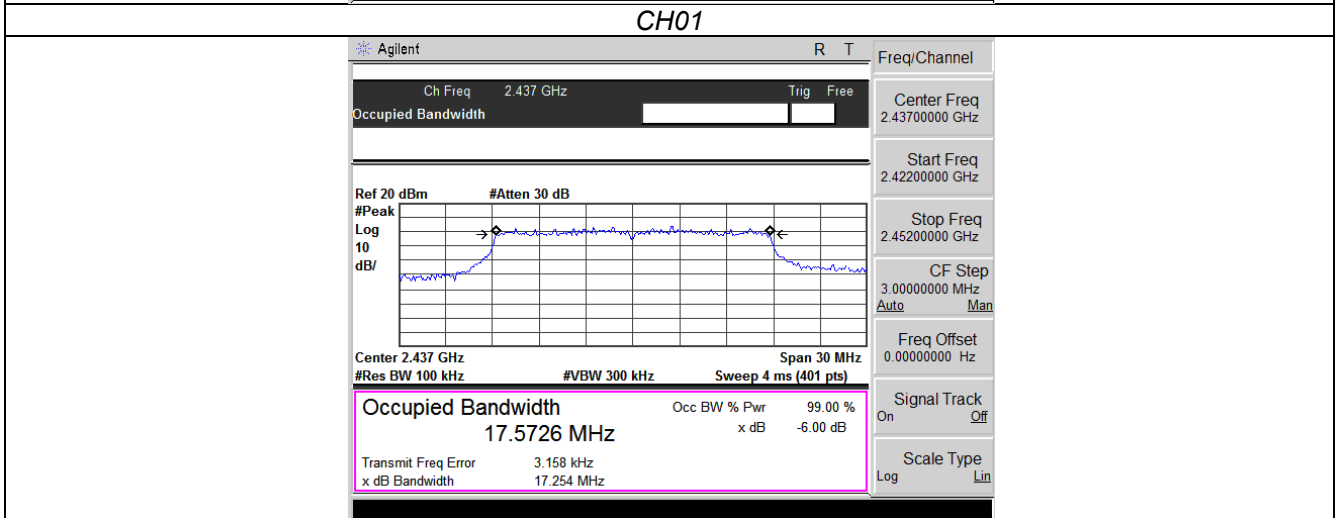 CH01
Agilent R T
Freq/Channel
Ch Freq 2.437 GHz Trig Free
Occupied Bandwidth
Center Freq
2.43700000 GHz
Start Freq
2.42200000 GHz
Stop Freq
2.45200000 GHz
CF Step
3.00000000 MHz
Auto Man
Freq Offset
0.00000000 Hz
Signal Track
On Off
Scale Type
Log Lin
Ref 20 dBm #Atten 30 dB
#Peak
Log
10
dB/
Center 2.437 GHz Span 30 MHz
#Res BW 100 kHz #VBW 300 kHz Sweep 4 ms (401 pts)
Occupied Bandwidth Occ BW % Pwr 99.00 %
17.5726 MHz x dB -6.00 dB
Transmit Freq Error 3.158 kHz
x dB Bandwidth 17.254 MHz